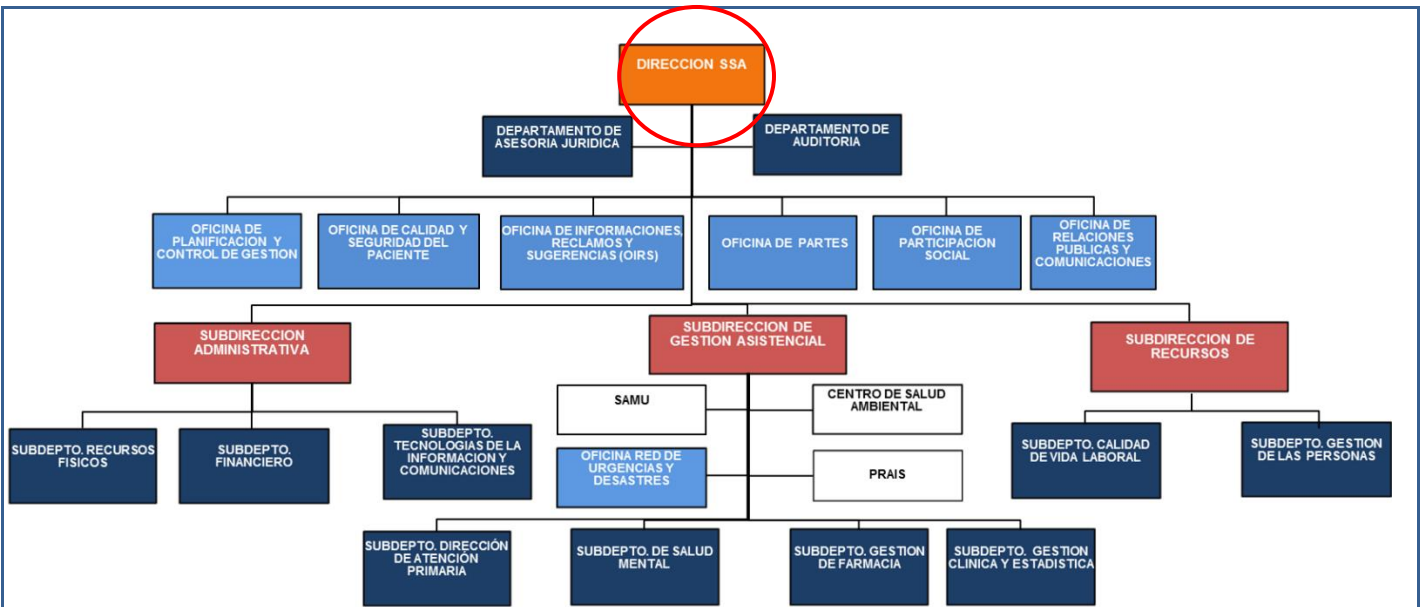 DIRECCION SSA
DEPARTAMENTO DE
ASESORIA JURIDICA
DEPARTAMENTO DE
AUDITORIA
OFICINA DE
PLANIFICACION Y
CONTROL DE GESTION
OFICINA DE CALIDAD Y
SEGURIDAD DEL
PACIENTE
OFICINA DE INFORMACIONES,
RECLAMOS Y
SUGERENCIAS (OIRS)
OFICINA DE PARTES
OFICINA DE
PARTICIPACION
SOCIAL
OFICINA DE
RELACIONES
PUBLICAS Y
COMUNICACIONES
SUBDIRECCION
ADMINISTRATIVA
SUBDIRECCION DE
GESTION ASISTENCIAL
SUBDIRECCION DE
RECURSOS
SAMU
CENTRO DE SALUD
AMBIENTAL
SUBDEPTO. RECURSOS
FISICOS
SUBDEPTO.
FINANCIERO
SUBDEPTO.
TECNOLOGIAS DE LA
INFORMACION Y
COMUNICACIONES
OFICINA RED DE
URGENCIAS Y
DESASTRES
PRAIS
SUBDEPTO. CALIDAD
DE VIDA LABORAL
SUBDEPTO. GESTION
DE LAS PERSONAS
SUBDEPTO. DIRECCIÓN
DE ATENCIÓN
PRIMARIA
SUBDEPTO. DE SALUD
MENTAL
SUBDEPTO. GESTION
DE FARMACIA
SUBDEPTO. GESTION
CLINICA Y ESTADISTICA